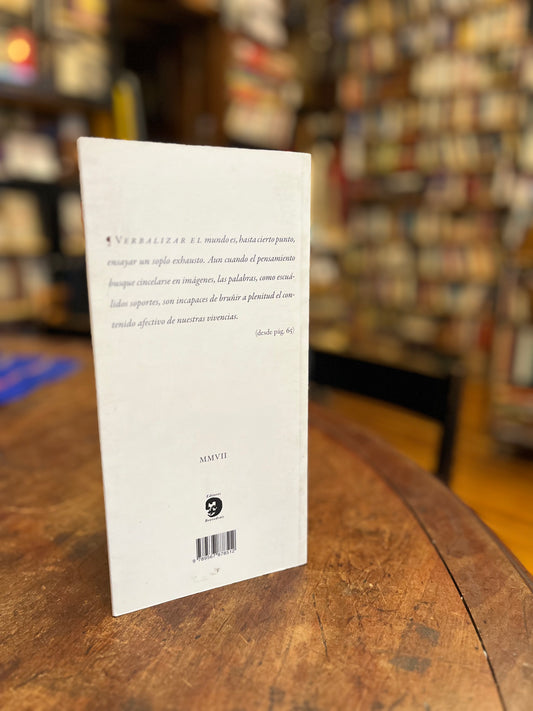 ¶ VERBALIZAR EL mundo es, hasta cierto punto,
ensayar un soplo exhausto. Aun cuando el pensamiento
busque cincelarse en imágenes, las palabras, como escuá-
lidos soportes, son incapaces de bruñir a plenitud el con-
tenido afectivo de nuestras vivencias.
(desde pág. 65)
MMVII